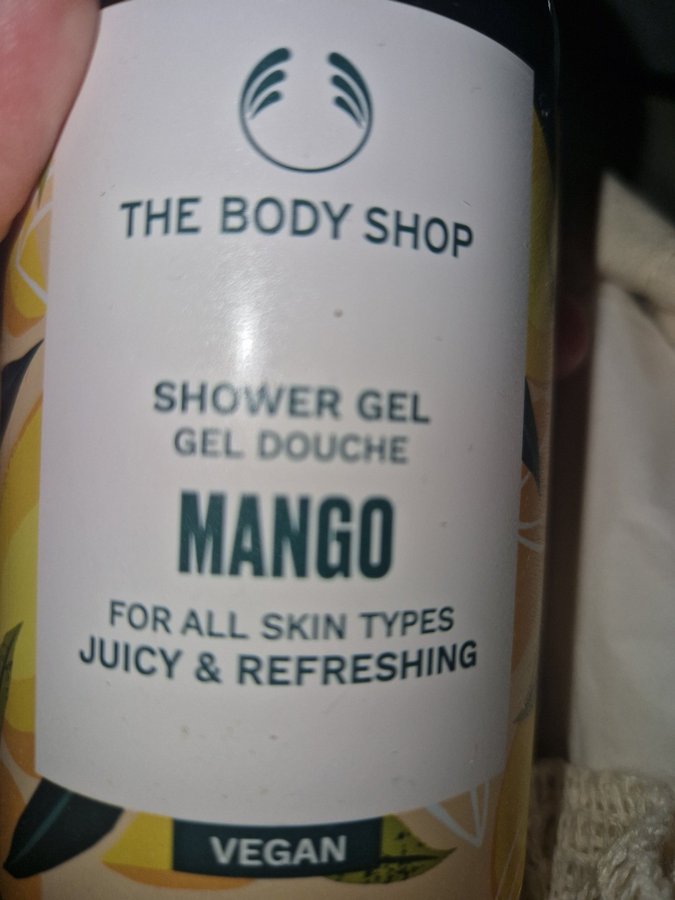 THE BODY SHOP
SHOWER GEL
GEL DOUCHE
MANGO
FOR ALL SKIN TYPES
JUICY & REFRESHING
VEGAN